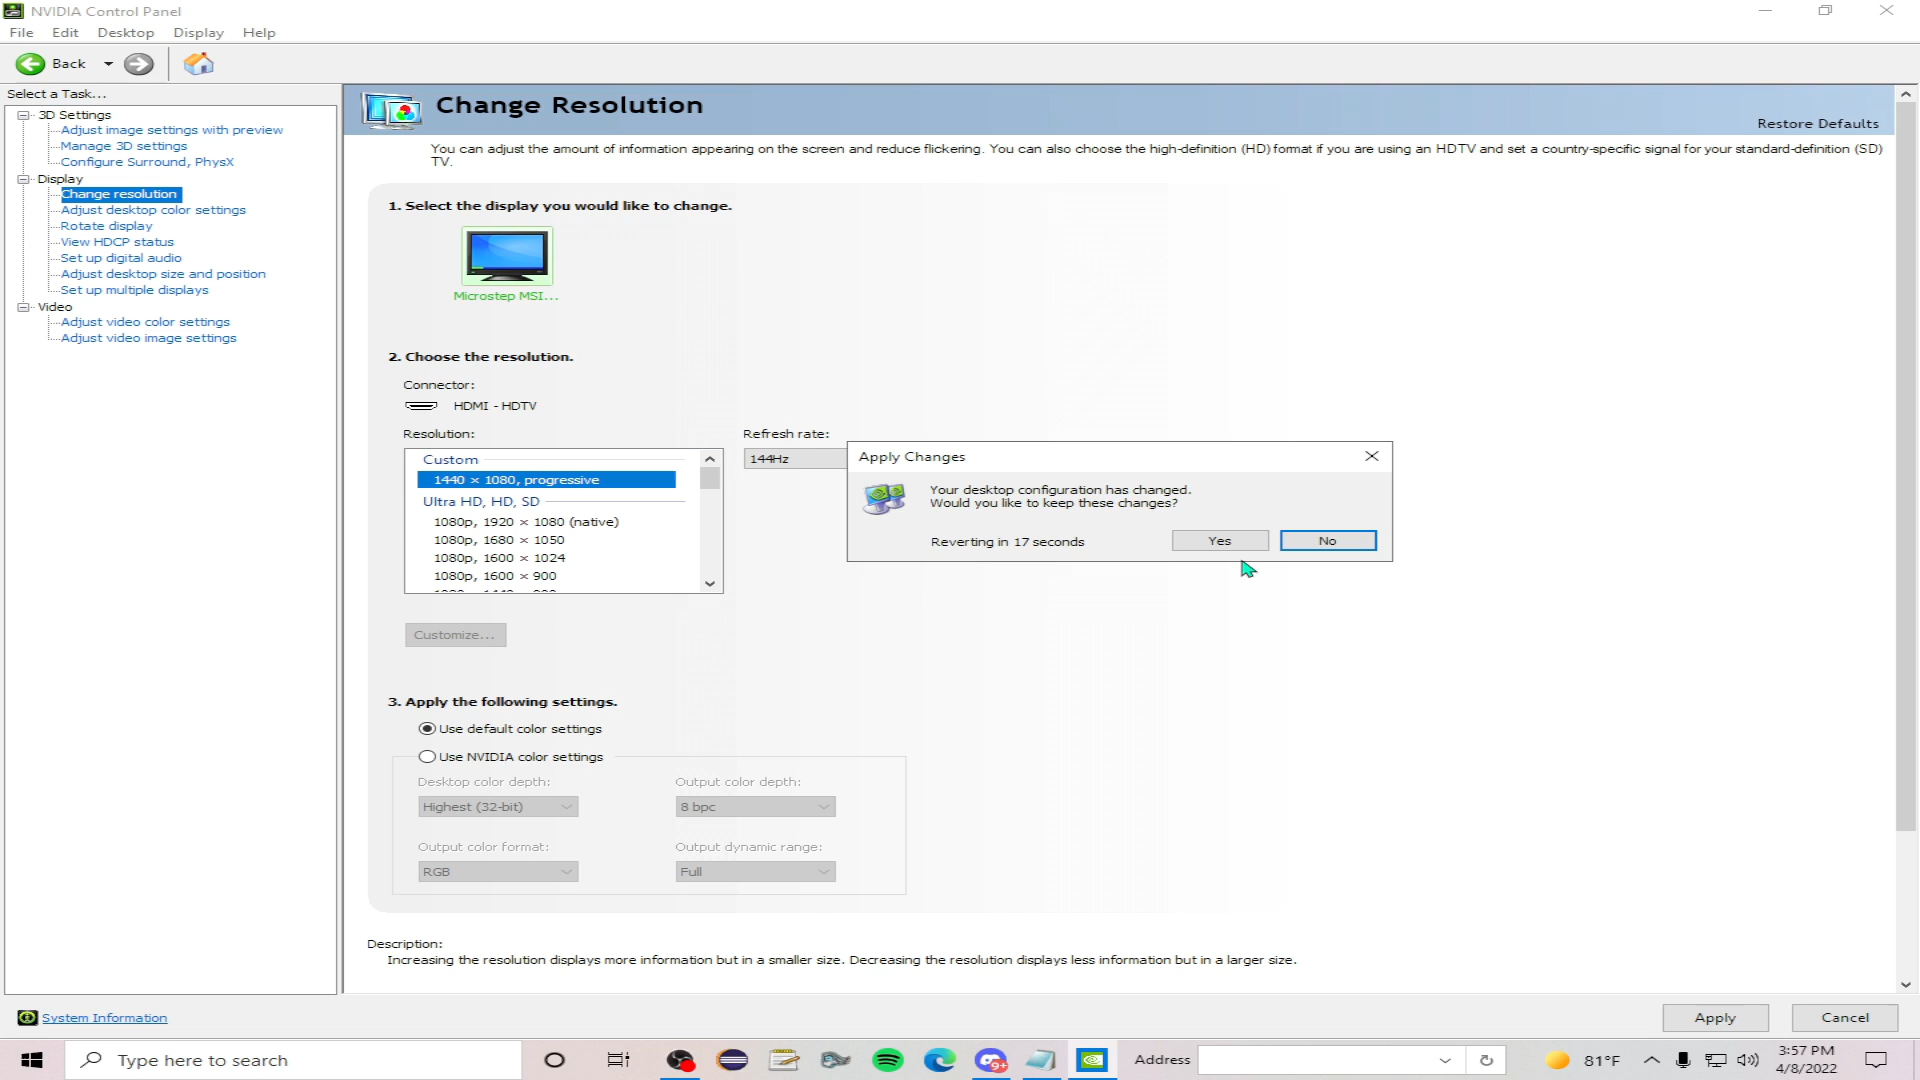 NVIDIA Control Panel
File Edit Desktop Display Help
Back
Select a Task...
3D Settings
Adjust image settings with preview
Manage 3D settings
Configure Surround, PhysX
Display
Change resolution
Adjust desktop color settings
Rotate display
View HDCP status
Set up digital audio
Adjust desktop size and position
Set up multiple displays
Video
Adjust video color settings
Adjust video image settings
System Information
Change Resolution
Restore Defaults
You can adjust the amount of information appearing on the screen and reduce flickering. You can also choose the high-definition (HD) format if you are using an HDTV and set a country-specific signal for your standard-definition (SD)
TV.
1. Select the display you would like to change.
Microstep MSI...
2. Choose the resolution.
Connector:
HDMI - HDTV
Resolution:
Custom
1440 × 1080, progressive
Ultra HD, HD, SD
1080p, 1920 × 1080 (native)
1080p, 1680 × 1050
1080p, 1600 × 1024
1080p, 1600 × 900
Refresh rate:
144Hz
Apply Changes
Your desktop configuration has changed.
Would you like to keep these changes?
Reverting in 17 seconds
Yes
No
Customize...
3. Apply the following settings.
Use default color settings
Use NVIDIA color settings
Desktop color depth:
Highest (32-bit)
Output color depth:
8 bpc
Output color format:
RGB
Output dynamic range:
Full
Description:
Increasing the resolution displays more information but in a smaller size. Decreasing the resolution displays less information but in a larger size.
Apply
Cancel
Type here to search
9+
Address
81°F
3:57 PM
4/8/2022